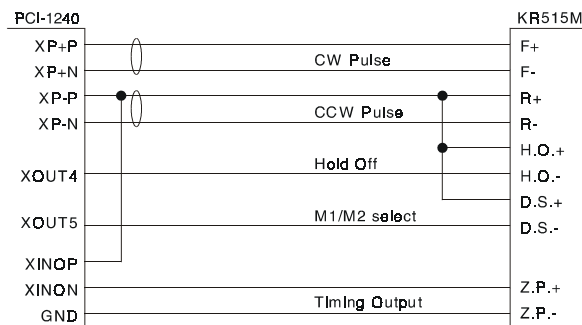 PCI-1240 KR515M
XP+P F+
CW Pulse
XP+N F-
XP-P R+
CCW Pulse
XP-N R-
H.O.+
Hold Off
XOUT4 H.O.-
D.S.+
M1/M2 select
XOUT5 D.S.-
XINOP
XINON Z.P.+
Timing Output
GND Z.P.-